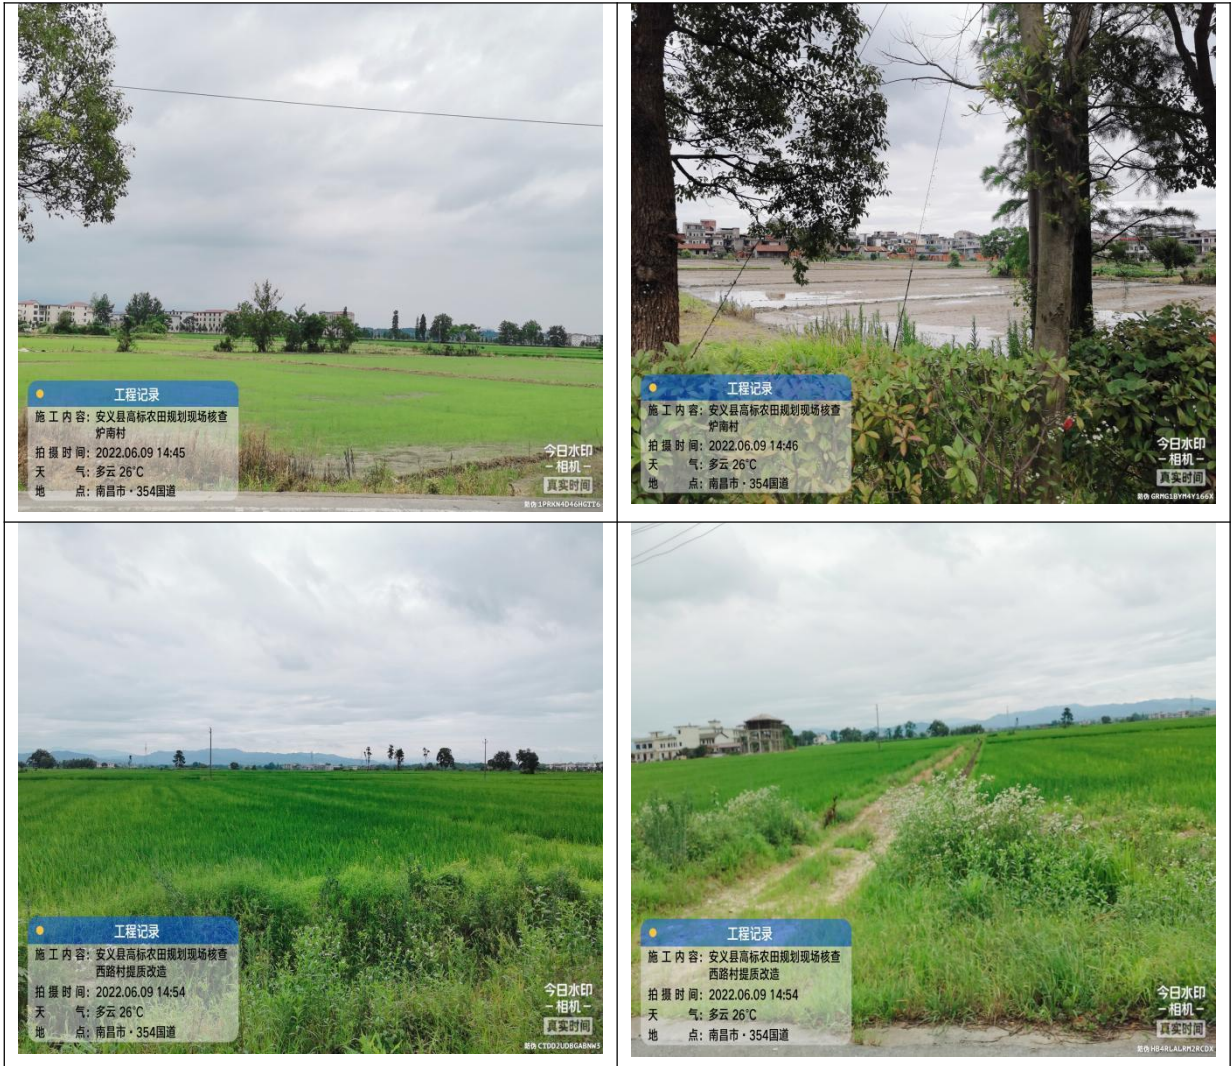 工程记录
施工内容：安义县高标农田规划现场核查
炉南村
拍摄时间：2022.06.09 14:45
天气：多云 26°C
地点：南昌市·354国道
今日水印
-相机-
真实时间
防伪 1PRKN4D46HGTT6
工程记录
施工内容：安义县高标农田规划现场核查
炉南村
拍摄时间：2022.06.09 14:46
天气：多云 26°C
地点：南昌市·354国道
今日水印
-相机-
真实时间
防伪 GRMG1BYM4Y166X
工程记录
施工内容：安义县高标农田规划现场核查
西路村提质改造
拍摄时间：2022.06.09 14:54
天气：多云 26°C
地点：南昌市·354国道
今日水印
-相机-
真实时间
防伪 CTDD2UDBGABNW5
工程记录
施工内容：安义县高标农田规划现场核查
西路村提质改造
拍摄时间：2022.06.09 14:54
天气：多云 26°C
地点：南昌市·354国道
今日水印
-相机-
真实时间
防伪 HB4RLALRM2RCDX